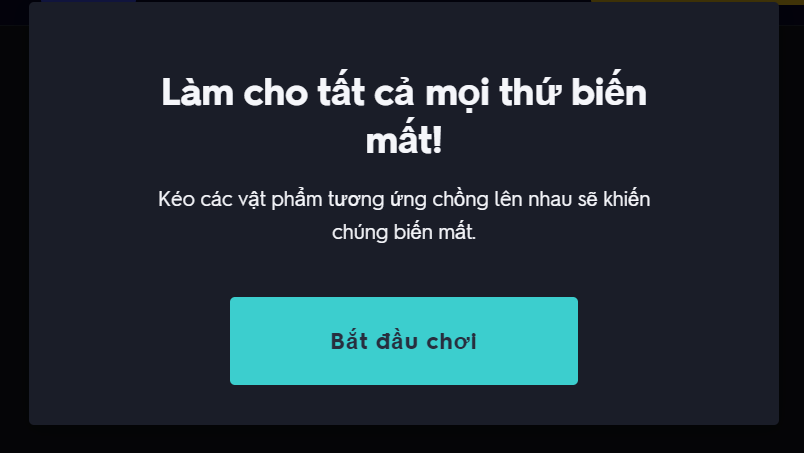 Làm cho tất cả mọi thứ biến
mất!
Kéo các vật phẩm tương ứng chồng lên nhau sẽ khiến
chúng biến mất.
Bắt đầu chơi